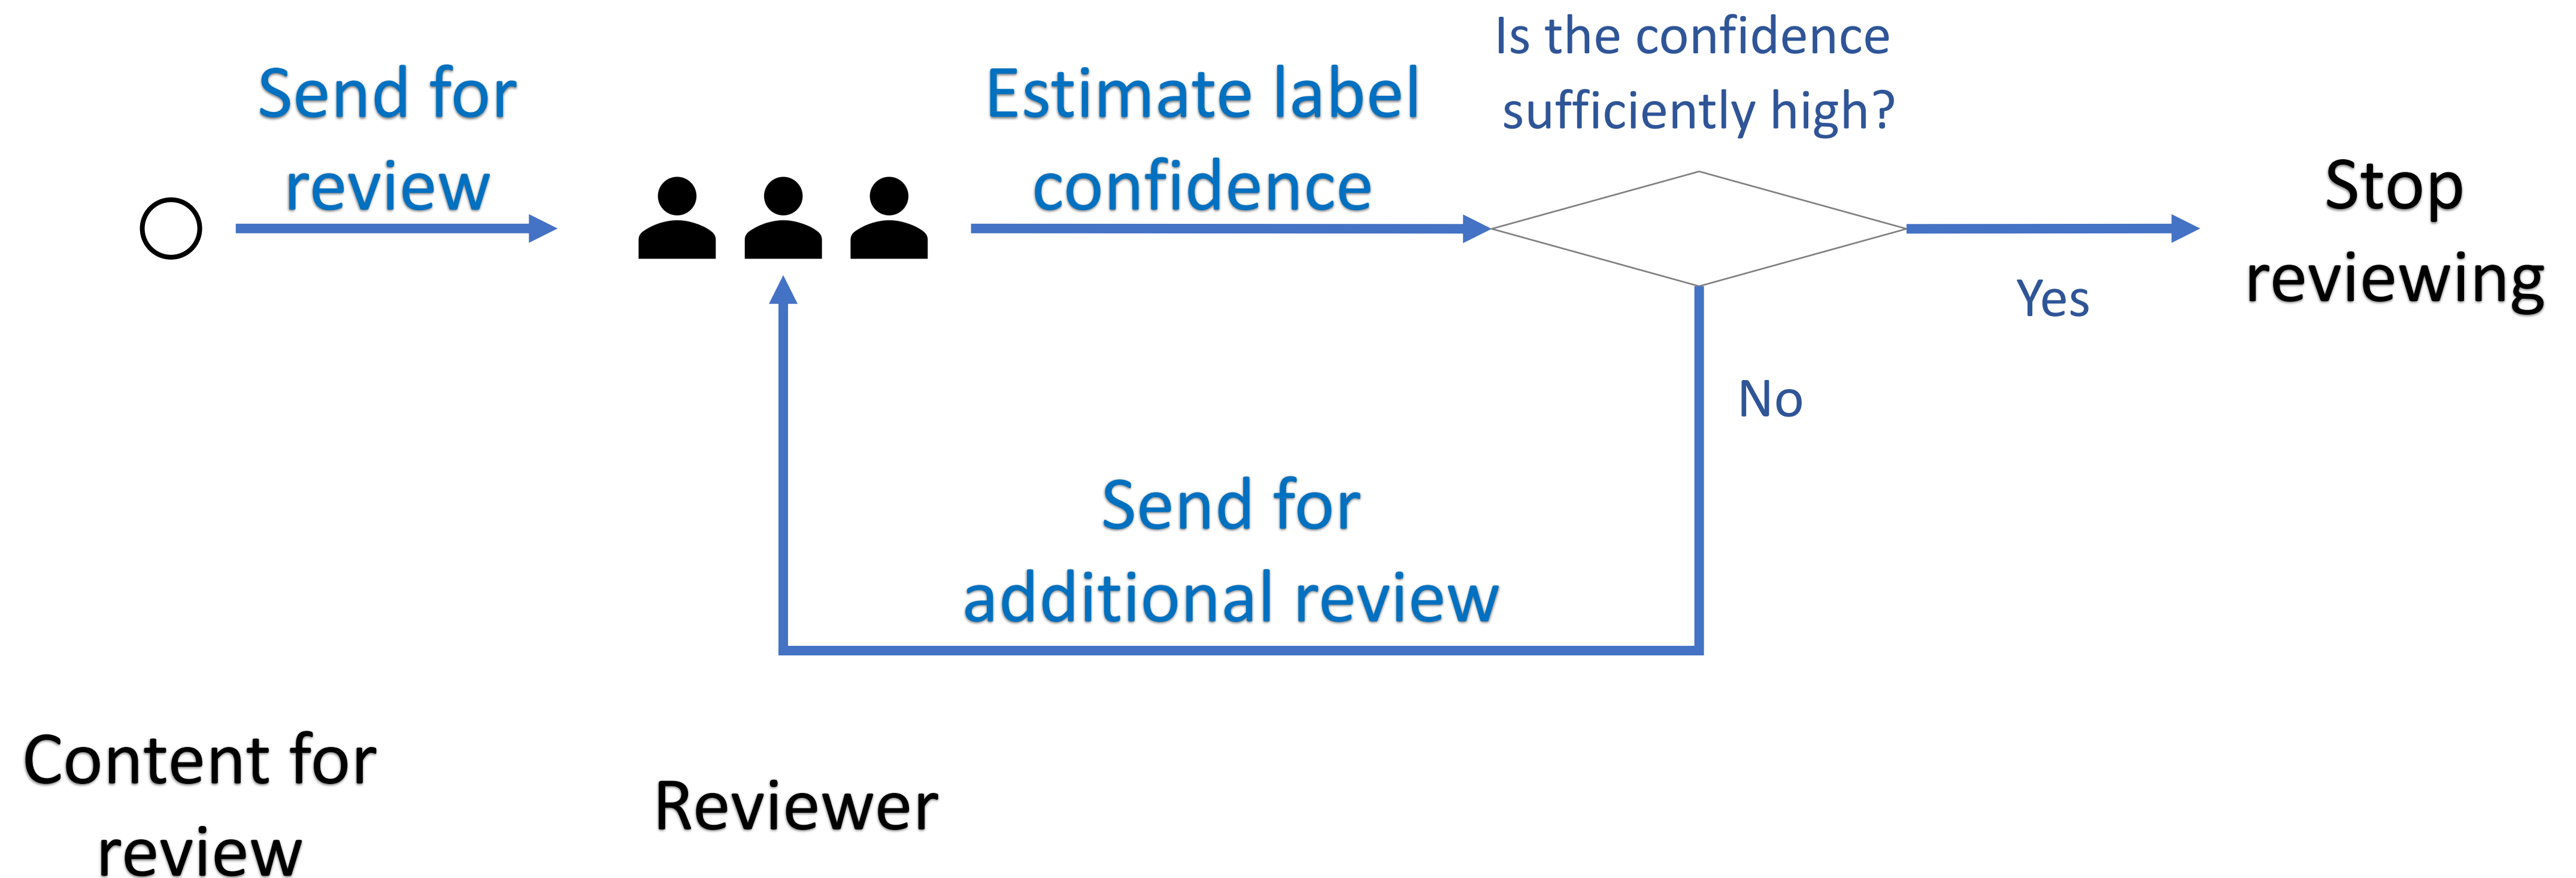 Send for
review
Estimate label
confidence
Is the confidence
sufficiently high?
Stop
reviewing
Yes
No
Send for
additional review
Content for
review
Reviewer